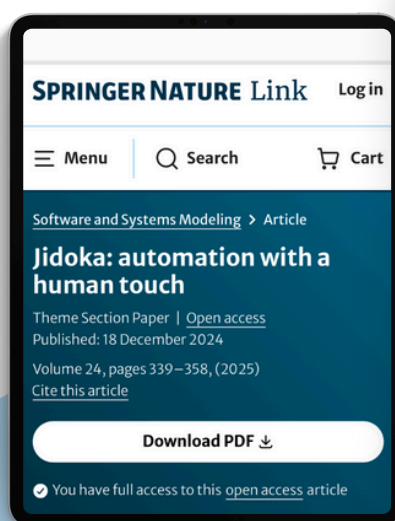 SPRINGER NATURE Link Log in
Menu Search Cart
Software and Systems Modeling > Article
Jidoka: automation with a
human touch
Theme Section Paper | Open access
Published: 18 December 2024
Volume 24, pages 339–358, (2025)
Cite this article
Download PDF
You have full access to this open access article